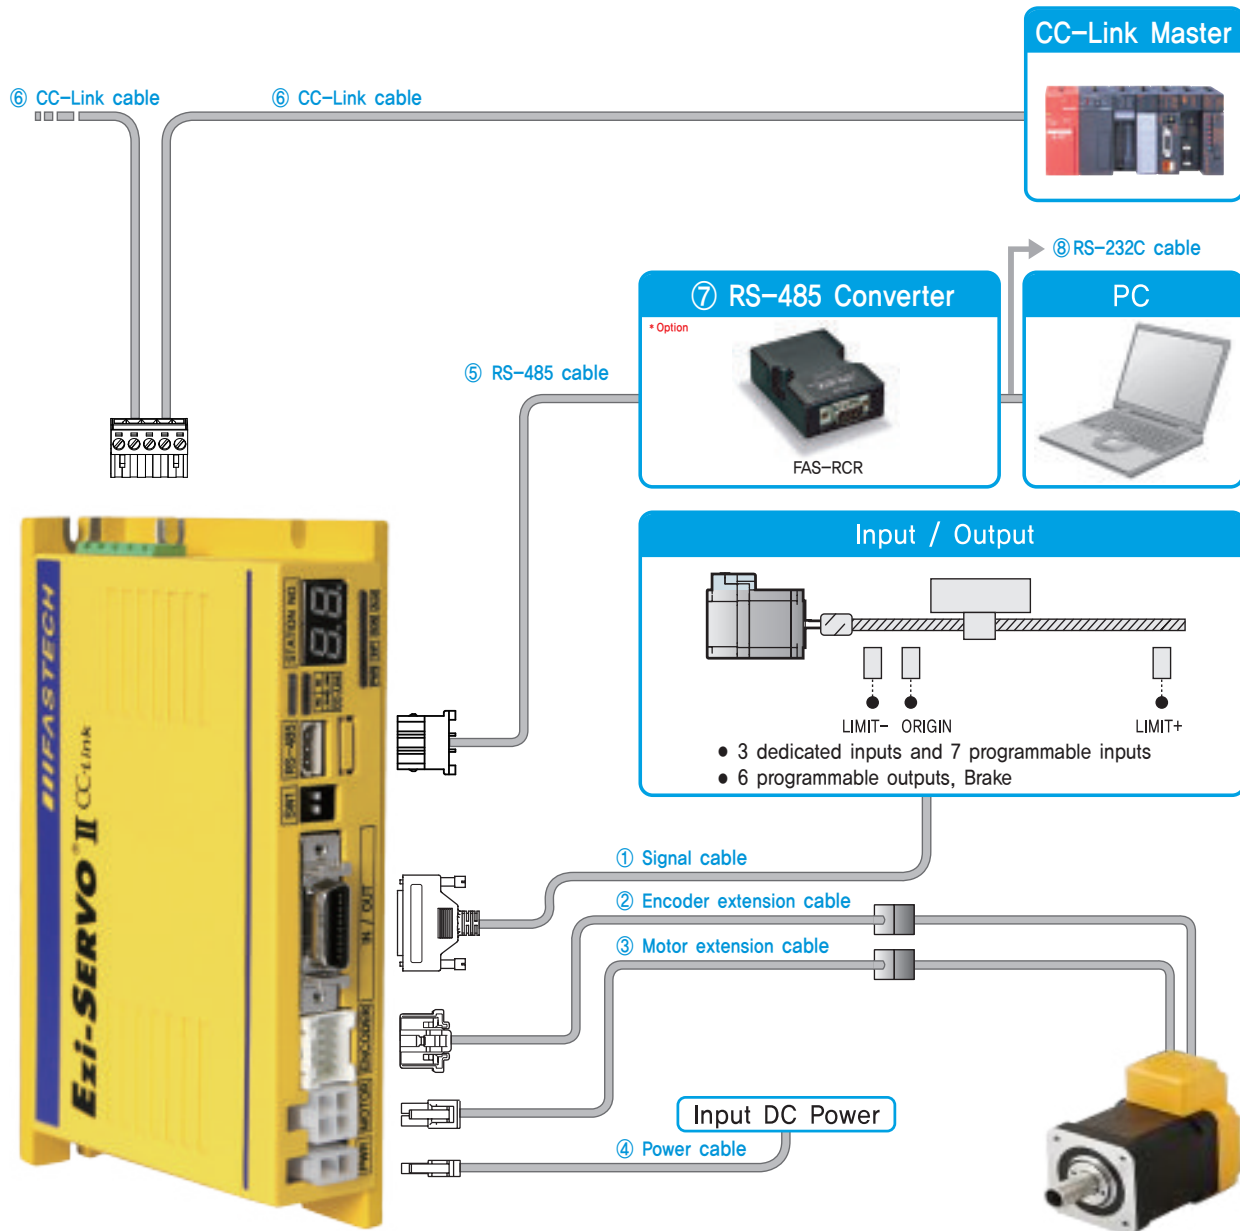 CC-Link Master
⑥ CC-Link cable
⑥ CC-Link cable
⑧ RS-232C cable
⑦ RS-485 Converter
* Option
FAS-RCR
PC
⑤ RS-485 cable
Input / Output
LIMIT-
ORIGIN
LIMIT+
● 3 dedicated inputs and 7 programmable inputs
● 6 programmable outputs, Brake
① Signal cable
② Encoder extension cable
③ Motor extension cable
Input DC Power
④ Power cable
FASTECH
Ezi-SERVO® II CC-Link
STATION NO
8.8.
RS-485
SW1
IN / OUT
ENCODER
MOTOR
PWR